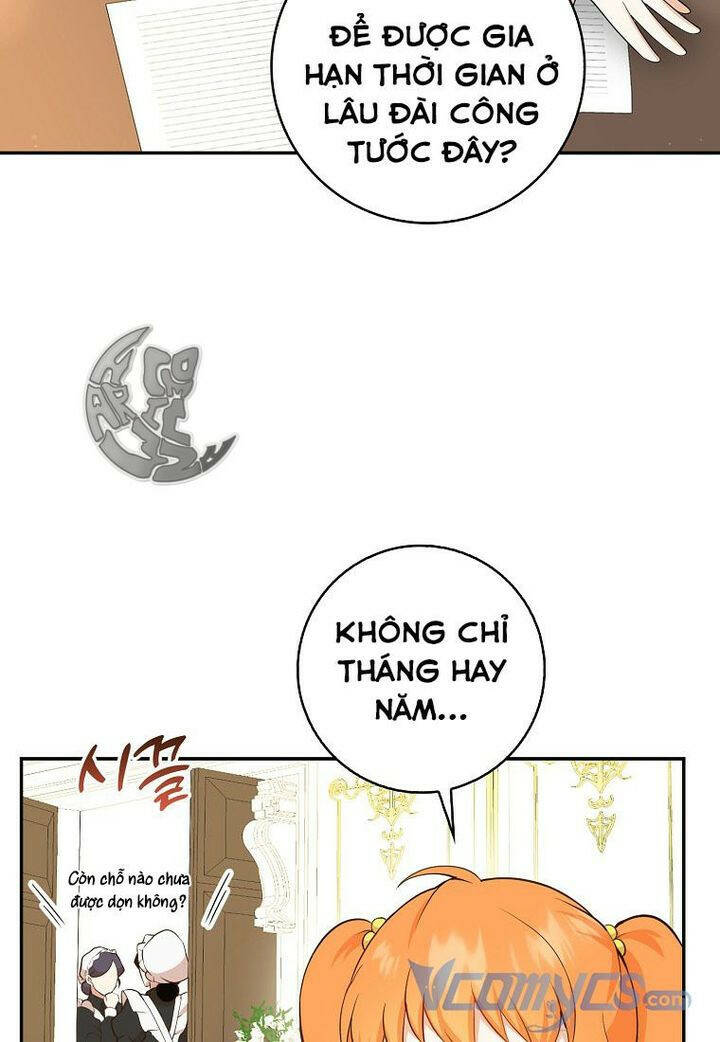 ĐỂ ĐƯỢC GIA
HẠN THỜI GIAN Ở
LÂU ĐÀI CÔNG
TƯỚC ĐÂY?
KHÔNG CHỈ
THÁNG HAY
NĂM...
시끌
Còn chỗ nào chưa
được dọn không?
VCOMYCS.com